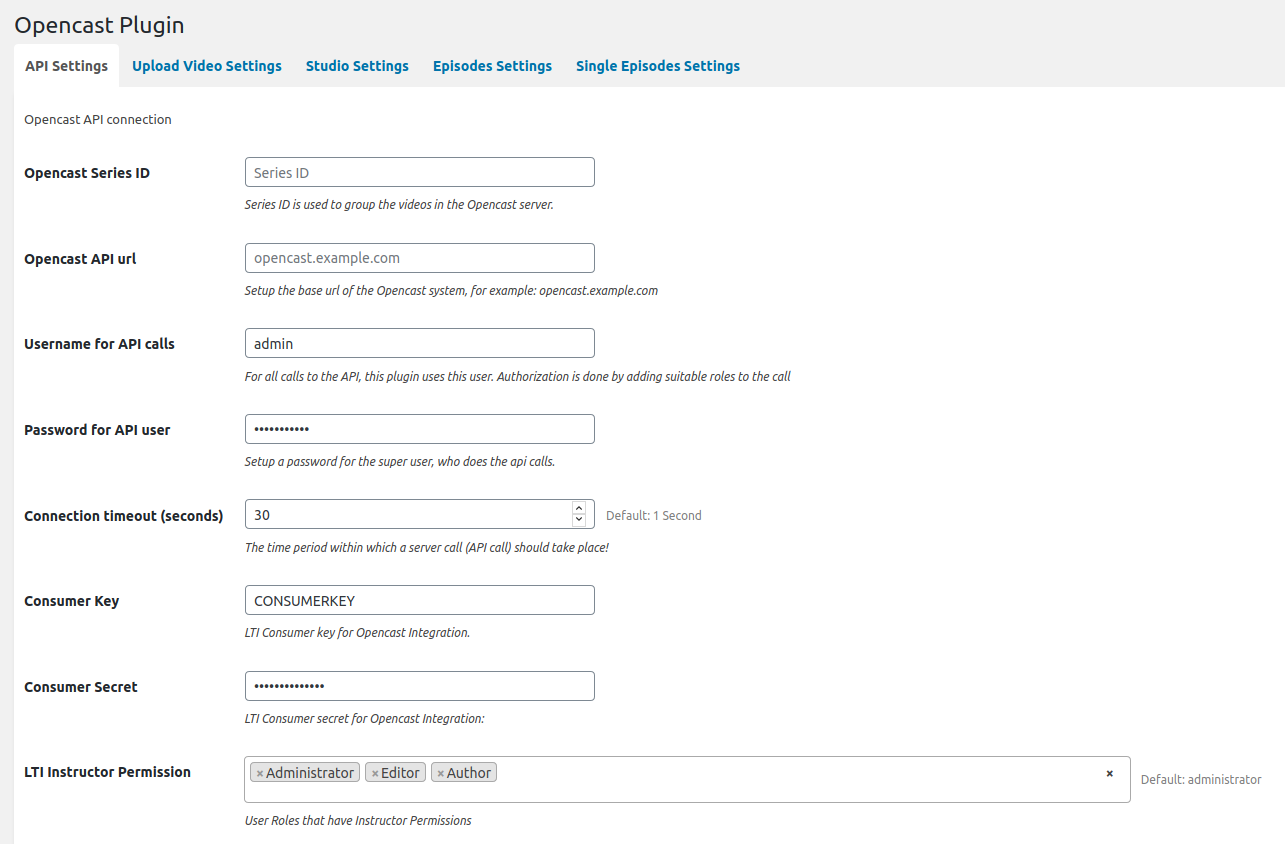 Opencast Plugin
API Settings Upload Video Settings Studio Settings Episodes Settings Single Episodes Settings
Opencast API connection
Opencast Series ID Series ID
Series ID is used to group the videos in the Opencast server.
Opencast API url opencast.example.com
Setup the base url of the Opencast system, for example: opencast.example.com
Username for API calls admin
For all calls to the API, this plugin uses this user. Authorization is done by adding suitable roles to the call
Password for API user •••••••••••
Setup a password for the super user, who does the api calls.
Connection timeout (seconds) 30 Default: 1 Second
The time period within which a server call (API call) should take place!
Consumer Key CONSUMERKEY
LTI Consumer key for Opencast Integration.
Consumer Secret ••••••••••••••
LTI Consumer secret for Opencast Integration:
LTI Instructor Permission × Administrator × Editor × Author × Default: administrator
User Roles that have Instructor Permissions